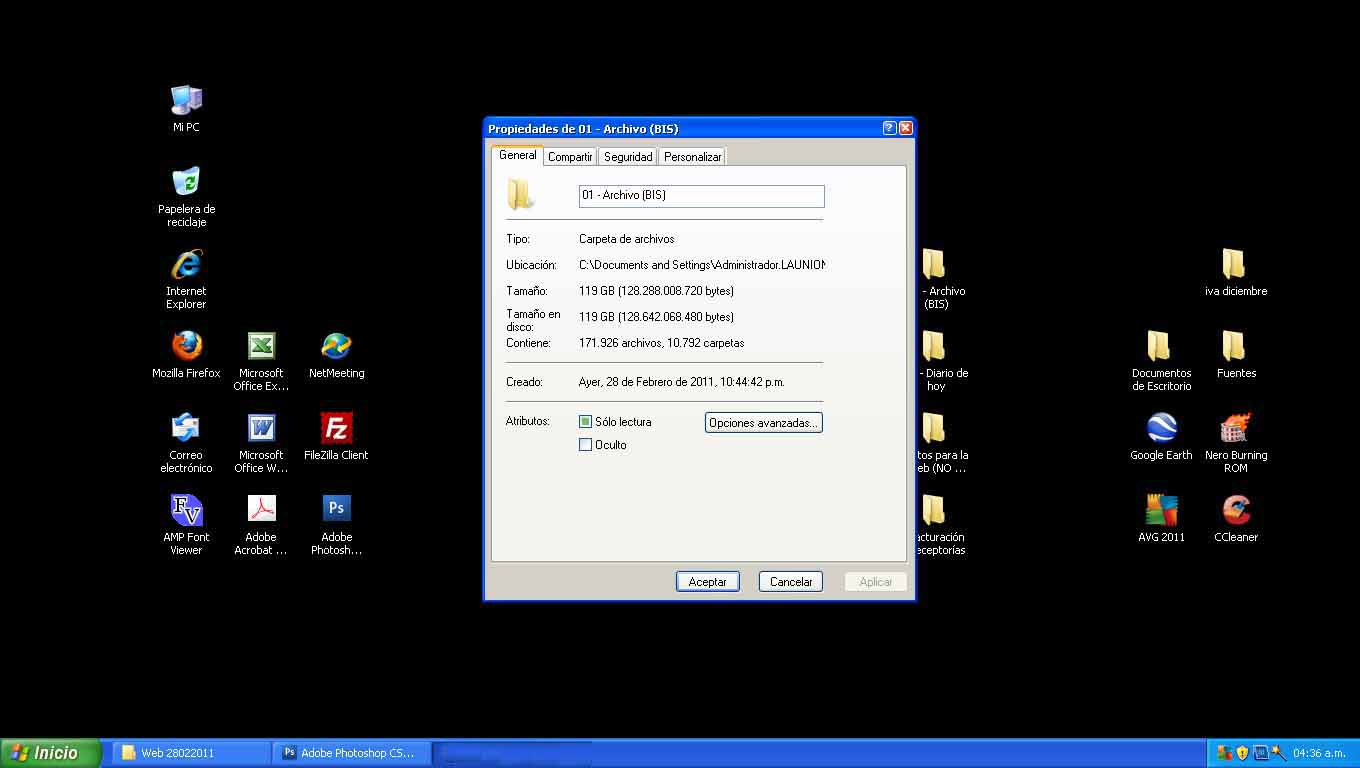 Mi PC
Papelera de
reciclaje
Internet
Explorer
Mozilla Firefox
Microsoft
Office Ex...
NetMeeting
Correo
electrónico
Microsoft
Office W...
FileZilla Client
AMP Font
Viewer
Adobe
Acrobat ...
Adobe
Photosh...
Propiedades de 01 - Archivo (BIS)
General
Compartir
Seguridad
Personalizar
01 - Archivo (BIS)
Tipo: Carpeta de archivos
Ubicación: C:\Documents and Settings\Administrador.LAUNION
Tamaño: 119 GB (128.288.008.720 bytes)
Tamaño en
disco: 119 GB (128.642.068.480 bytes)
Contiene: 171.926 archivos, 10.792 carpetas
Creado: Ayer, 28 de Febrero de 2011, 10:44:42 p.m.
Atributos: Sólo lectura Opciones avanzadas...
Oculto
Aceptar Cancelar Aplicar
- Archivo
(BIS)
- Diario de
hoy
tos para la
eb (NO ...
acturación
eceptorías
iva diciembre
Documentos
de Escritorio
Fuentes
Google Earth
Nero Burning
ROM
AVG 2011
CCleaner
Inicio
Web 28022011
Ps Adobe Photoshop CS...
04:36 a.m.